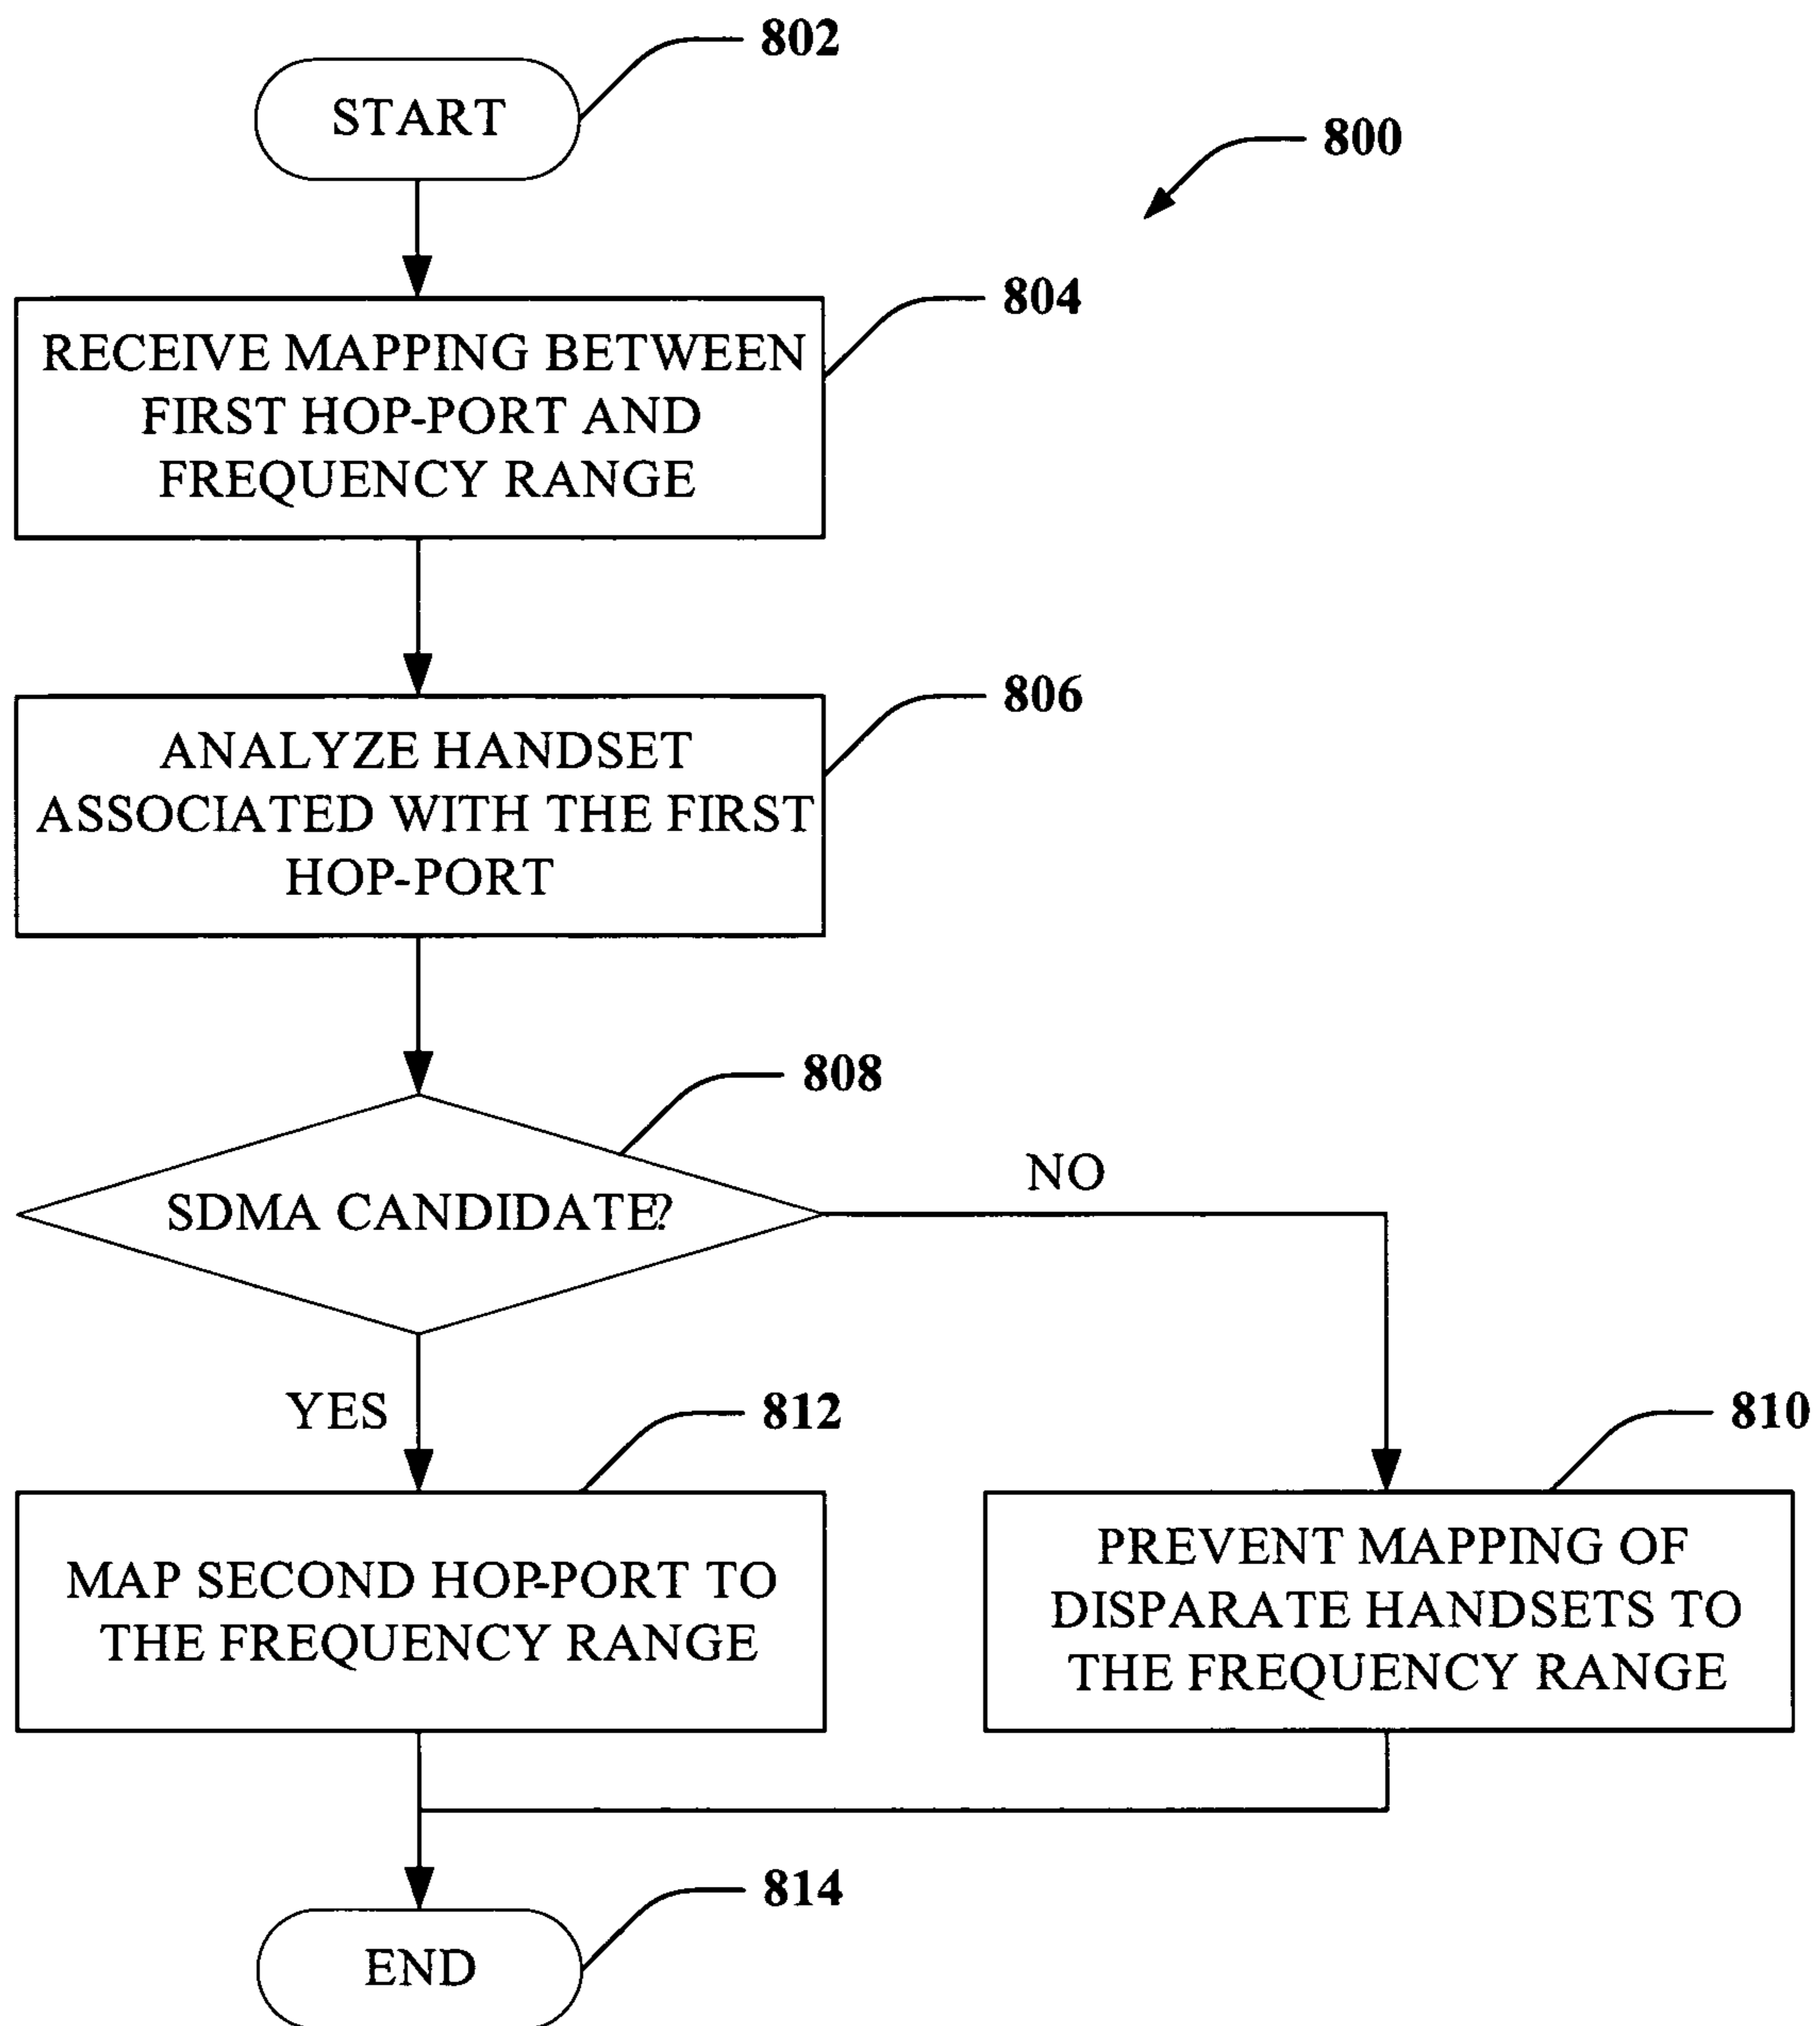 802
START
800
804
RECEIVE MAPPING BETWEEN
FIRST HOP-PORT AND
FREQUENCY RANGE
806
ANALYZE HANDSET
ASSOCIATED WITH THE FIRST
HOP-PORT
808
SDMA CANDIDATE?
NO
YES
812
810
MAP SECOND HOP-PORT TO
THE FREQUENCY RANGE
PREVENT MAPPING OF
DISPARATE HANDSETS TO
THE FREQUENCY RANGE
814
END